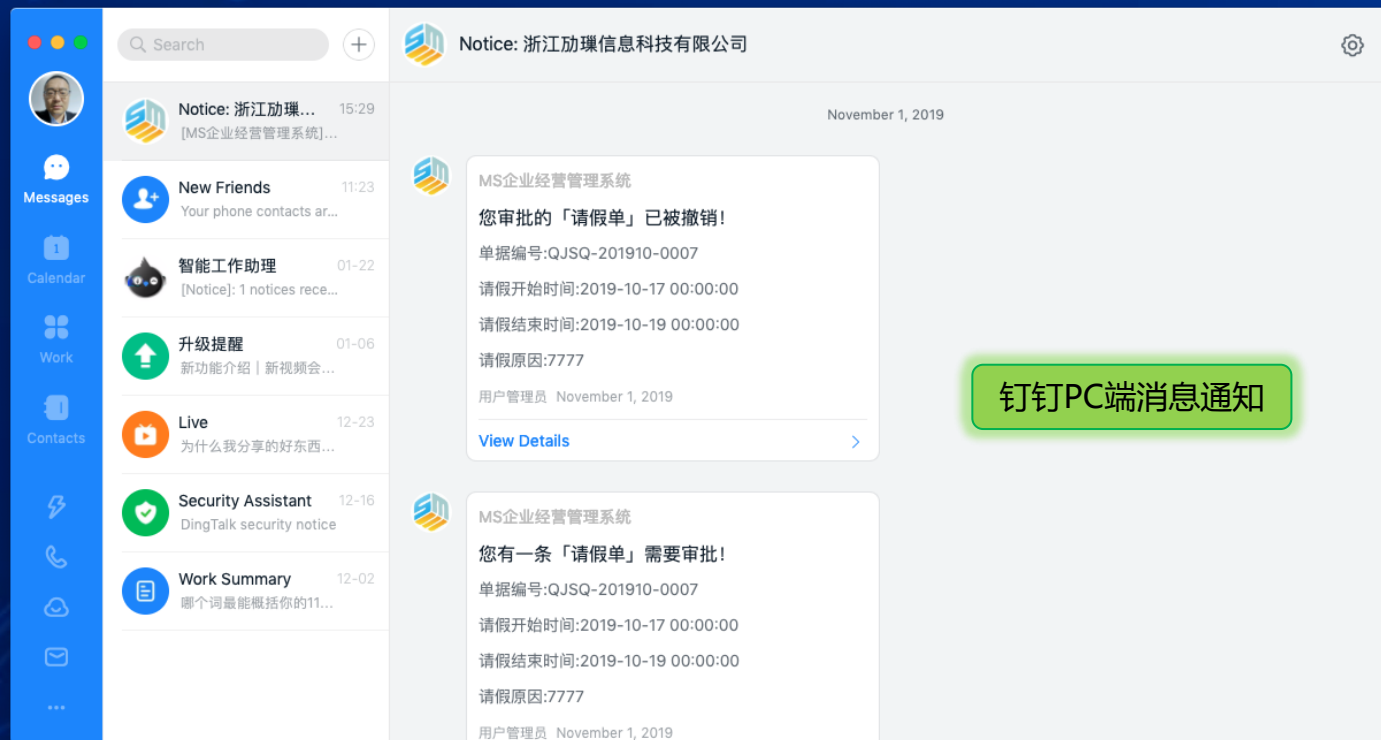 Search
Notice: 浙江劢璞信息科技有限公司
Messages
1
Calendar
Work
Contacts
Notice: 浙江劢璞... 15:29
[MS企业经营管理系统]...
New Friends 11:23
Your phone contacts ar...
智能工作助理 01-22
[Notice]: 1 notices rece...
升级提醒 01-06
新功能介绍｜新视频会...
Live 12-23
为什么我分享的好东西...
Security Assistant 12-16
DingTalk security notice
Work Summary 12-02
哪个词最能概括你的11...
November 1, 2019
MS企业经营管理系统
您审批的「请假单」已被撤销！
单据编号:QJSQ-201910-0007
请假开始时间:2019-10-17 00:00:00
请假结束时间:2019-10-19 00:00:00
请假原因:7777
用户管理员 November 1, 2019
View Details
MS企业经营管理系统
您有一条「请假单」需要审批！
单据编号:QJSQ-201910-0007
请假开始时间:2019-10-17 00:00:00
请假结束时间:2019-10-19 00:00:00
请假原因:7777
用户管理员 November 1, 2019
钉钉PC端消息通知